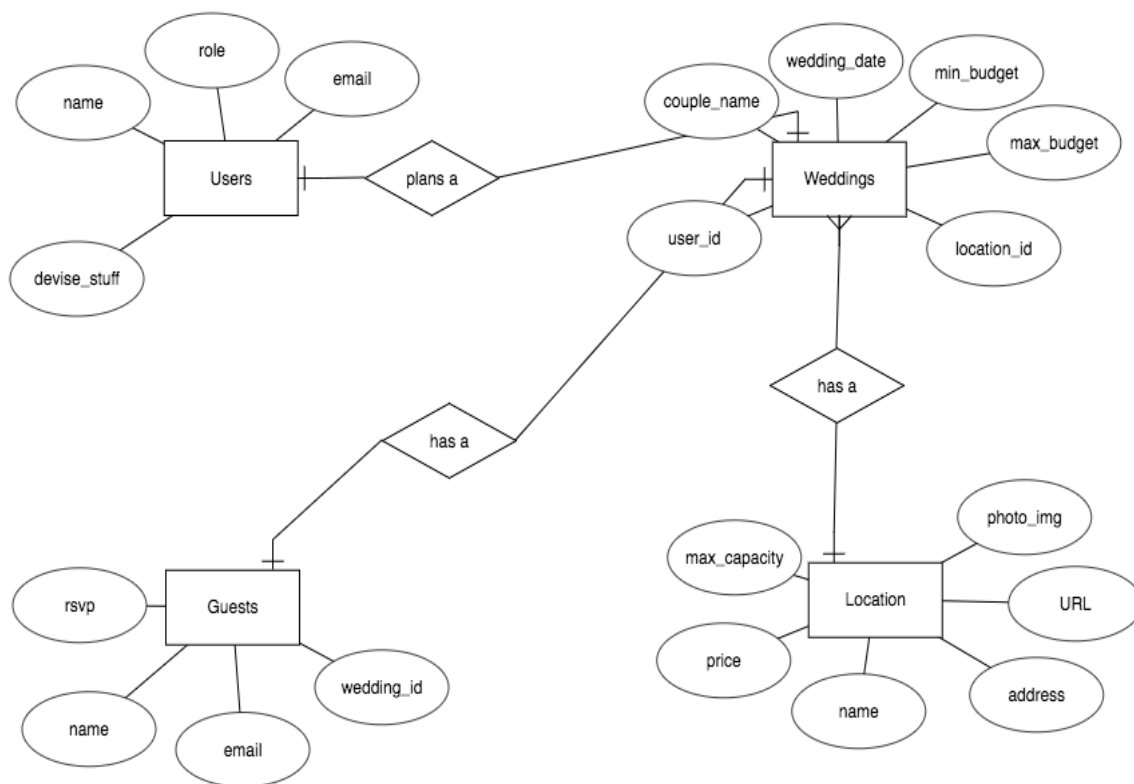 role
email
name
Users
devise_stuff
plans a
wedding_date
min_budget
couple_name
max_budget
Weddings
user_id
location_id
has a
has a
photo_img
max_capacity
Location
URL
price
address
name
Guests
rsvp
wedding_id
name
email